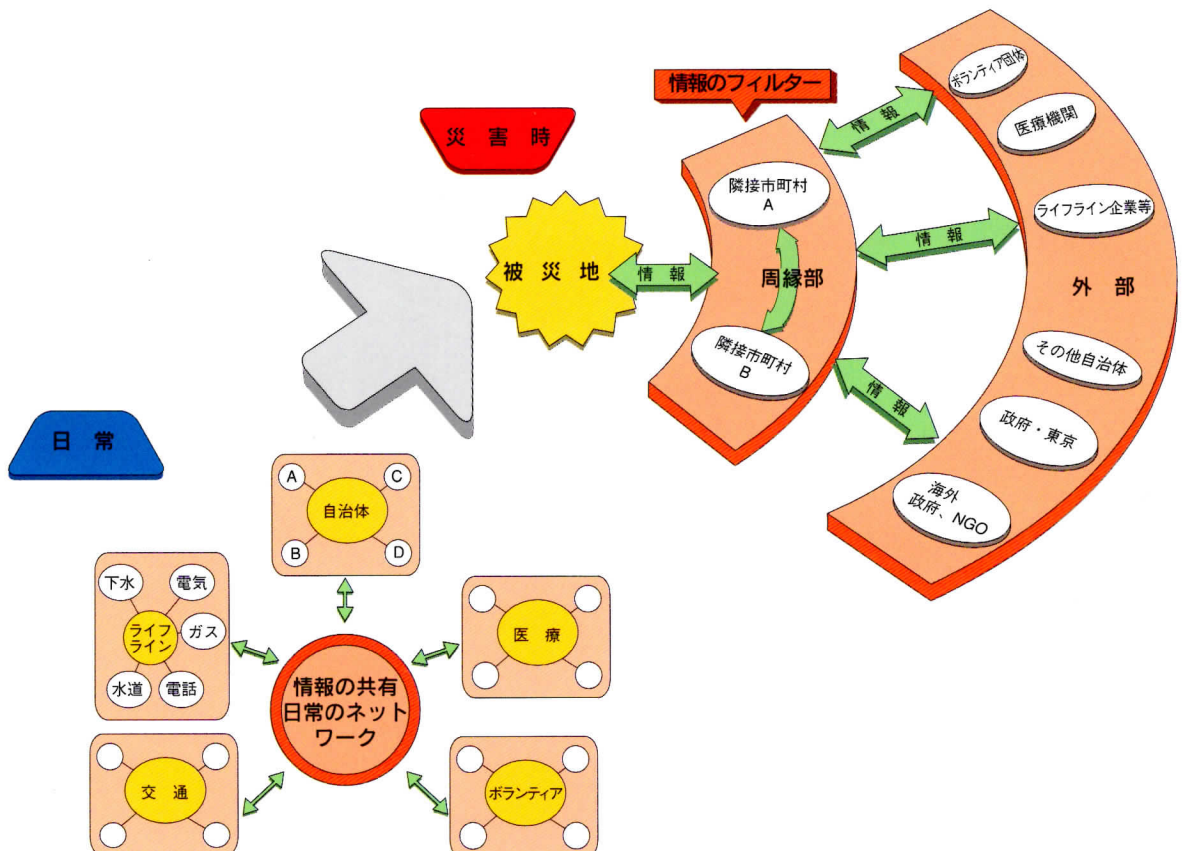 情報のフィルター
災害時
ボランティア団体
医療機関
ライフライン企業等
外部
その他自治体
政府・東京
海外
政府、NGO
情報
情報
情報
隣接市町村
A
周縁部
隣接市町村
B
情報
被災地
日常
A
C
自治体
B
D
下水
電気
ライフ
ライン
ガス
水道
電話
医療
情報の共有
日常のネット
ワーク
交通
ボランティア